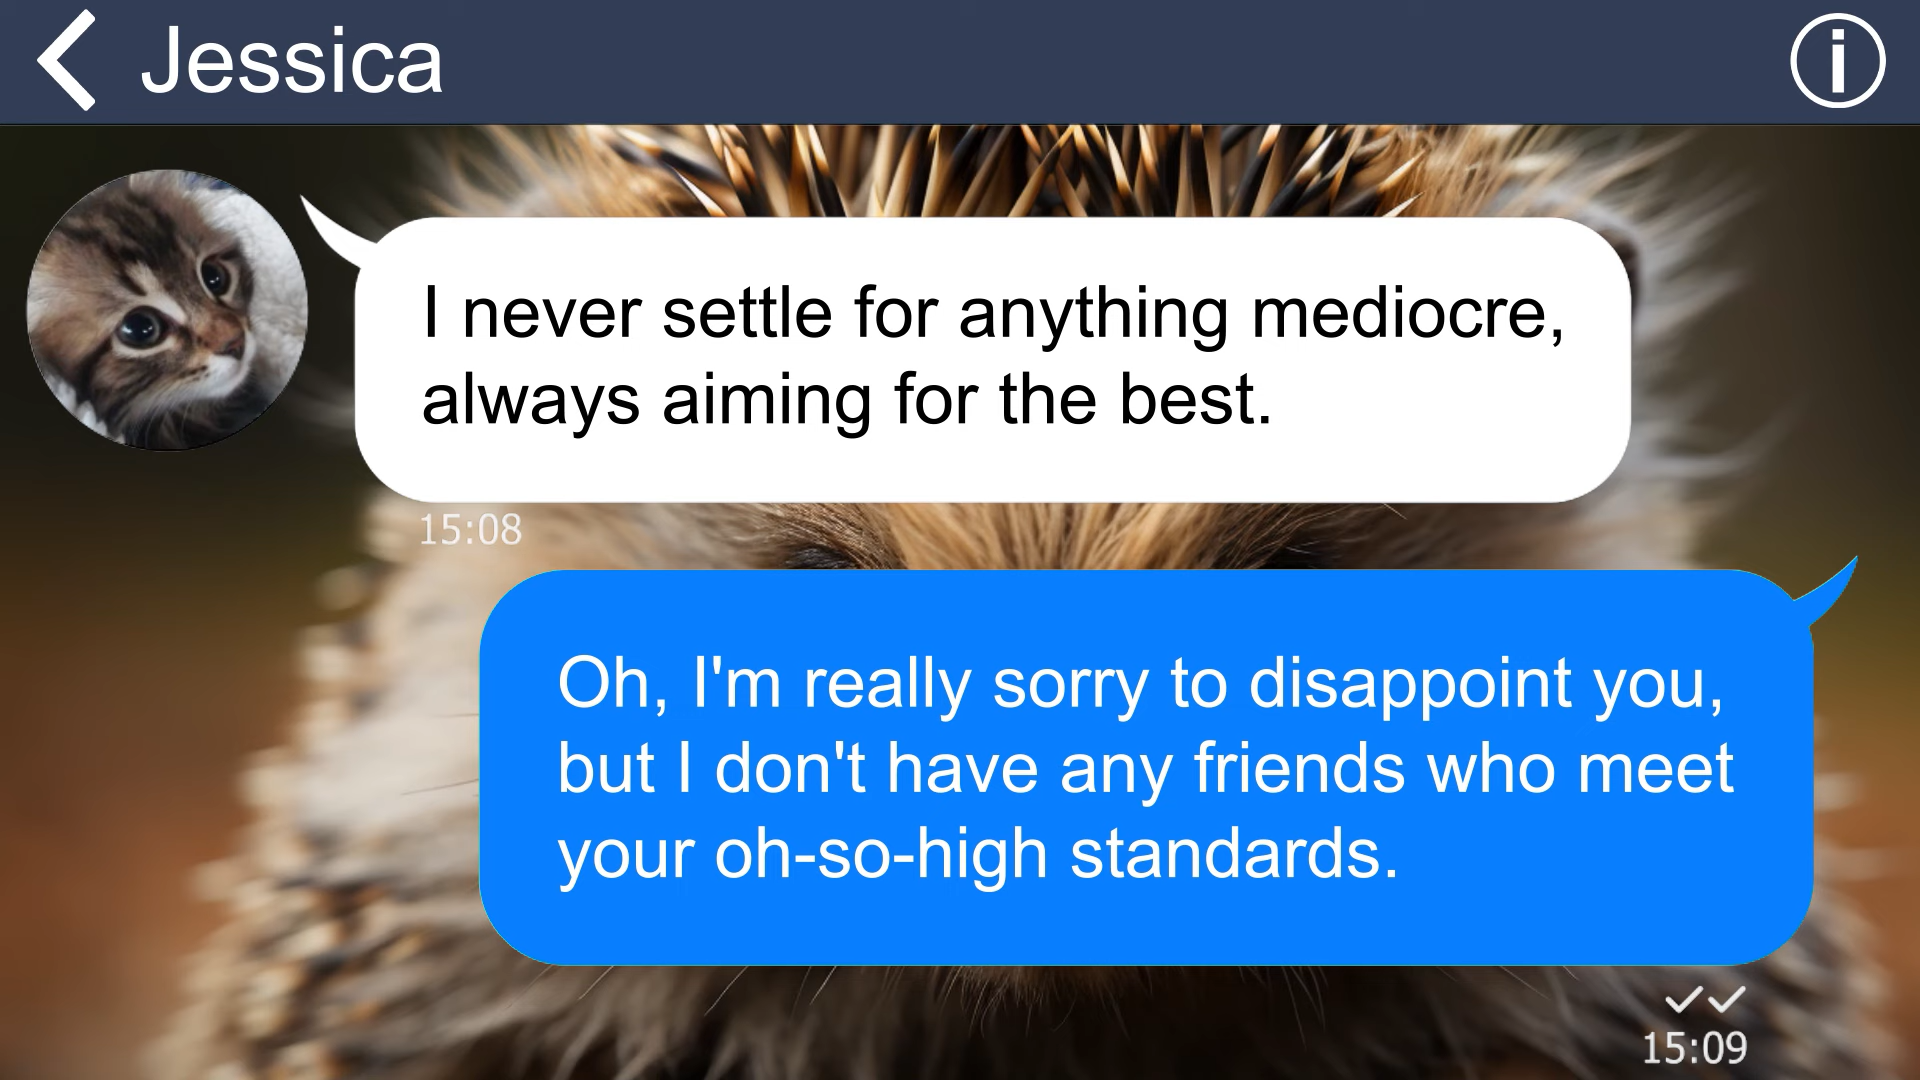 Jessica
I never settle for anything mediocre,
always aiming for the best.
15:08
Oh, I'm really sorry to disappoint you,
but I don't have any friends who meet
your oh-so-high standards.
15:09